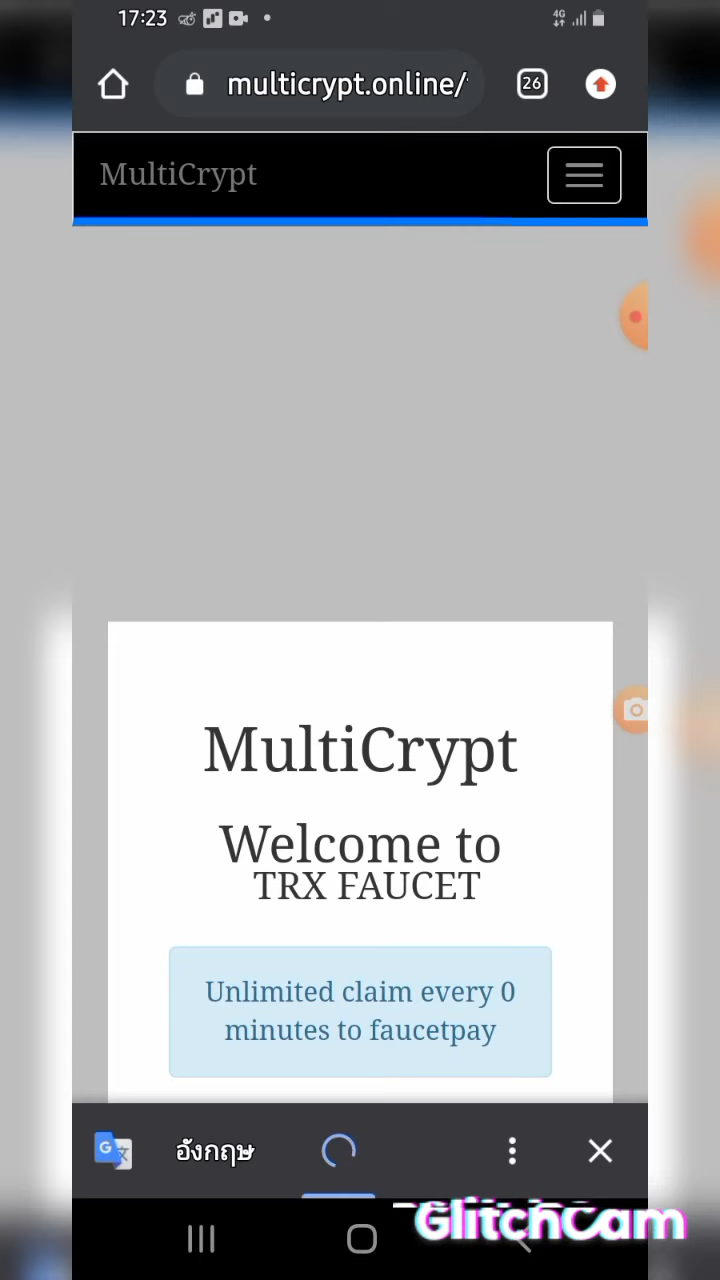 17:23
4G
multicrypt.online/
26
MultiCrypt
MultiCrypt
Welcome to
TRX FAUCET
Unlimited claim every 0
minutes to faucetpay
G
อังกฤษ
GlitchCam